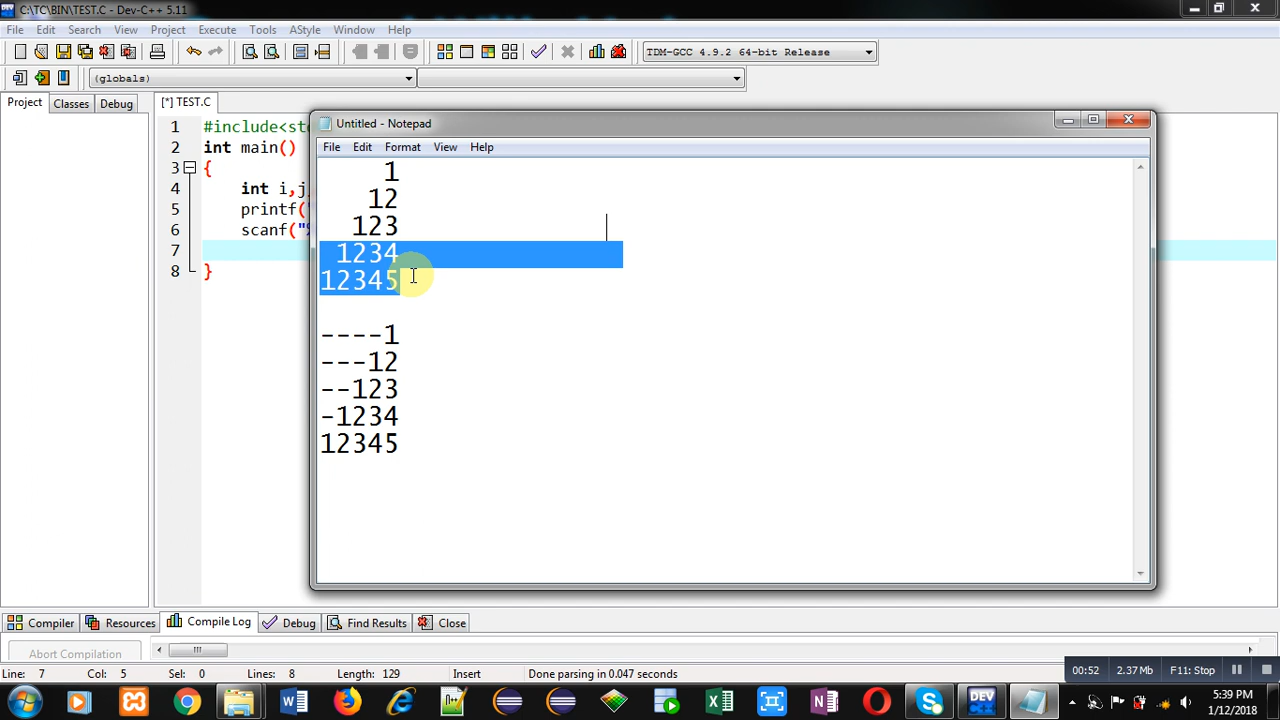 C:\TC\BIN\TEST.C - Dev-C++ 5.11
File Edit Search View Project Execute Tools AStyle Window Help
TDM-GCC 4.9.2 64-bit Release
(globals)
Project Classes Debug
[*] TEST.C
1 #include<st
2 int main()
3 {
4 int i,j
5 printf(
6 scanf("
7
8 }
Untitled - Notepad
File Edit Format View Help
1
12
123
1234
12345
----1
---12
--123
-1234
12345
Compiler Resources Compile Log Debug Find Results Close
Abort Compilation
Line: 7 Col: 5 Sel: 0 Lines: 8 Length: 129 Insert Done parsing in 0.047 seconds
00:52 2.37 Mb F11: Stop
5:39 PM
1/12/2018